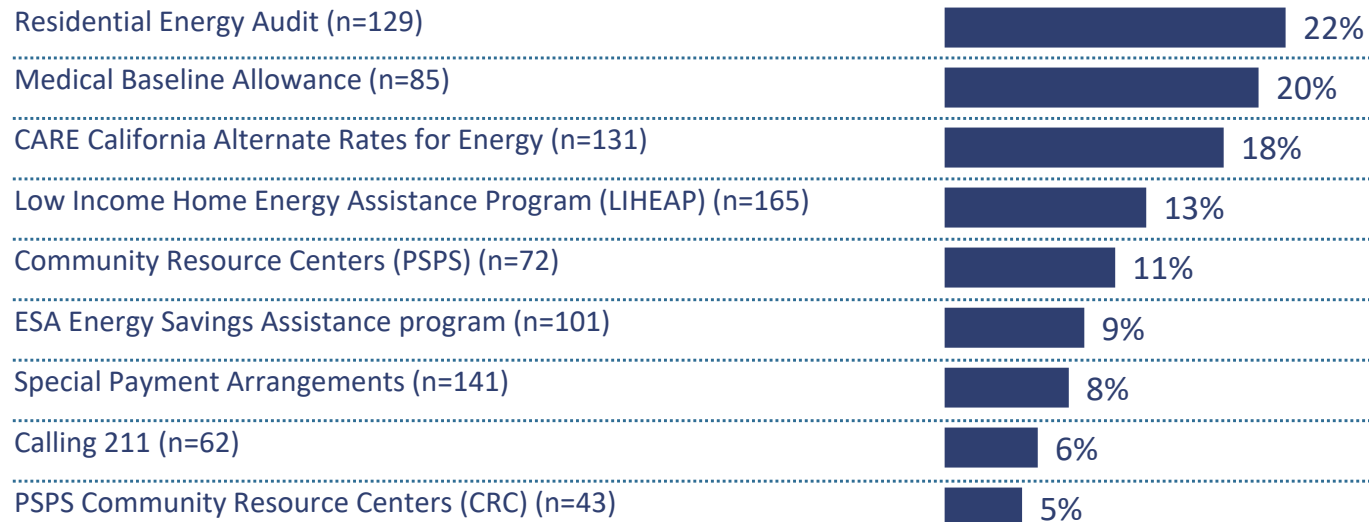 Residential Energy Audit (n=129) 22%
Medical Baseline Allowance (n=85) 20%
CARE California Alternate Rates for Energy (n=131) 18%
Low Income Home Energy Assistance Program (LIHEAP) (n=165) 13%
Community Resource Centers (PSPS) (n=72) 11%
ESA Energy Savings Assistance program (n=101) 9%
Special Payment Arrangements (n=141) 8%
Calling 211 (n=62) 6%
PSPS Community Resource Centers (CRC) (n=43) 5%